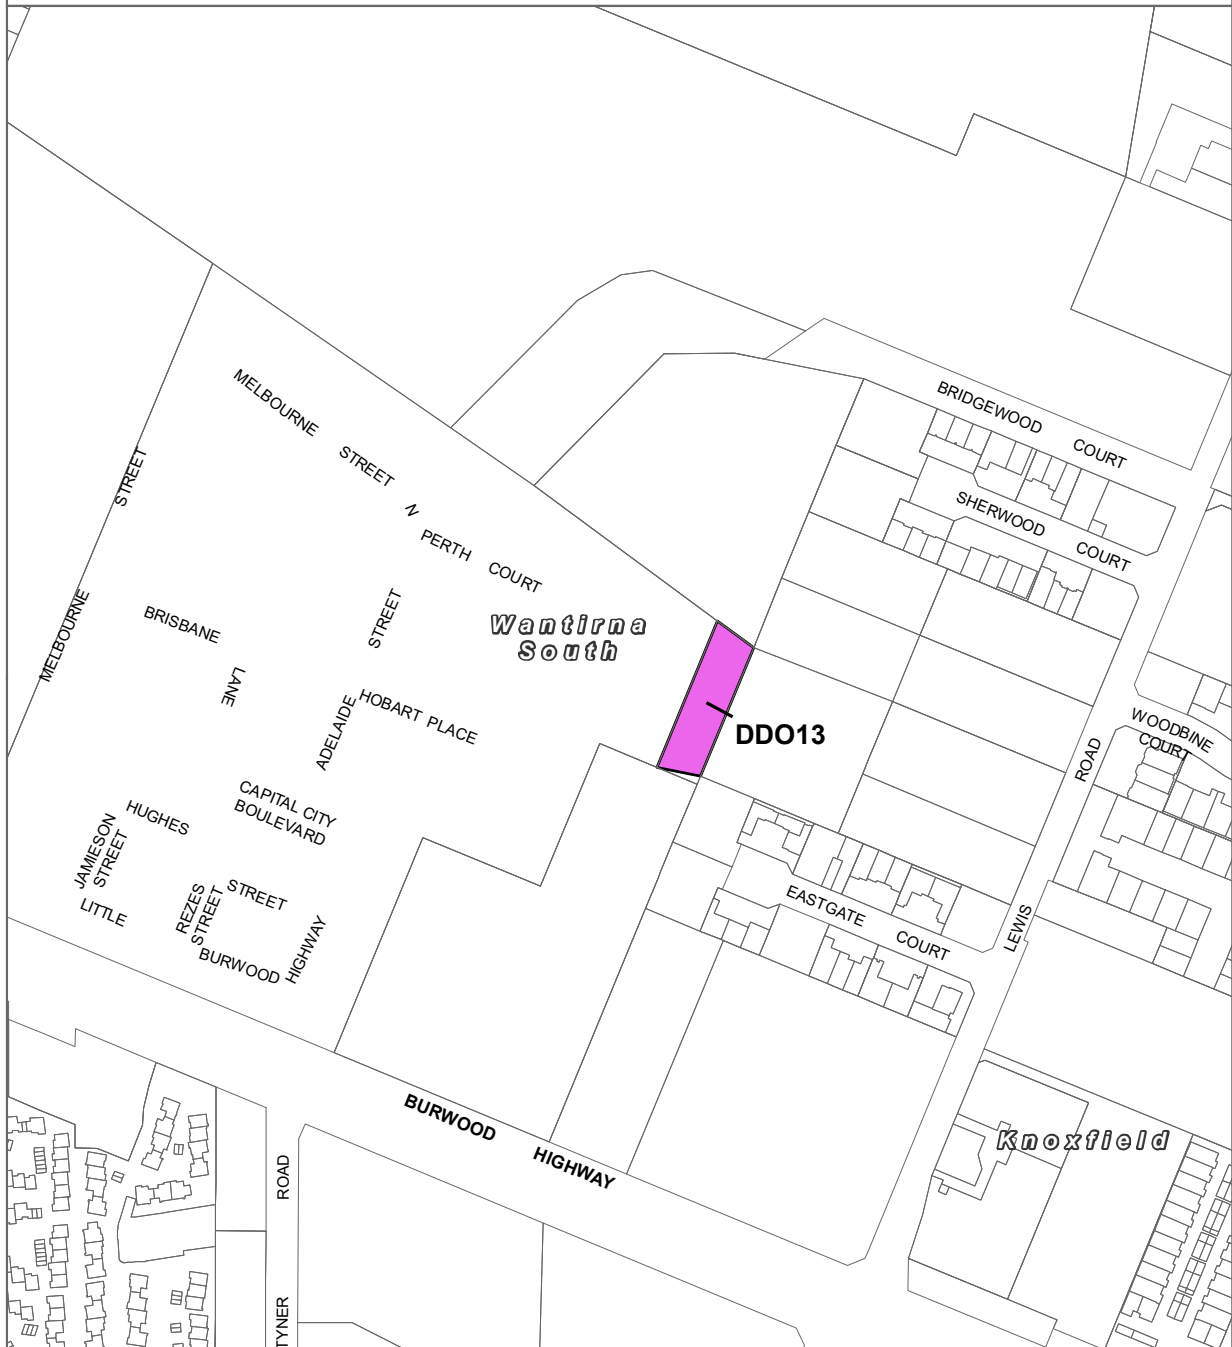 BRIDGEWOOD COURT
MELBOURNE STREET N
PERTH COURT
SHERWOOD COURT
STREET
MELBOURNE
BRISBANE
LANE
STREET
ADELAIDE
HOBART PLACE
Wantirna
South
DDO13
WOODBINE
COURT
ROAD
LEWIS
CAPITAL CITY
BOULEVARD
HUGHES
STREET
JAMIESON
STREET
LITTLE
REZES
STREET
BURWOOD
HIGHWAY
EASTGATE COURT
BURWOOD HIGHWAY
Knoxfield
ROAD
TYNER